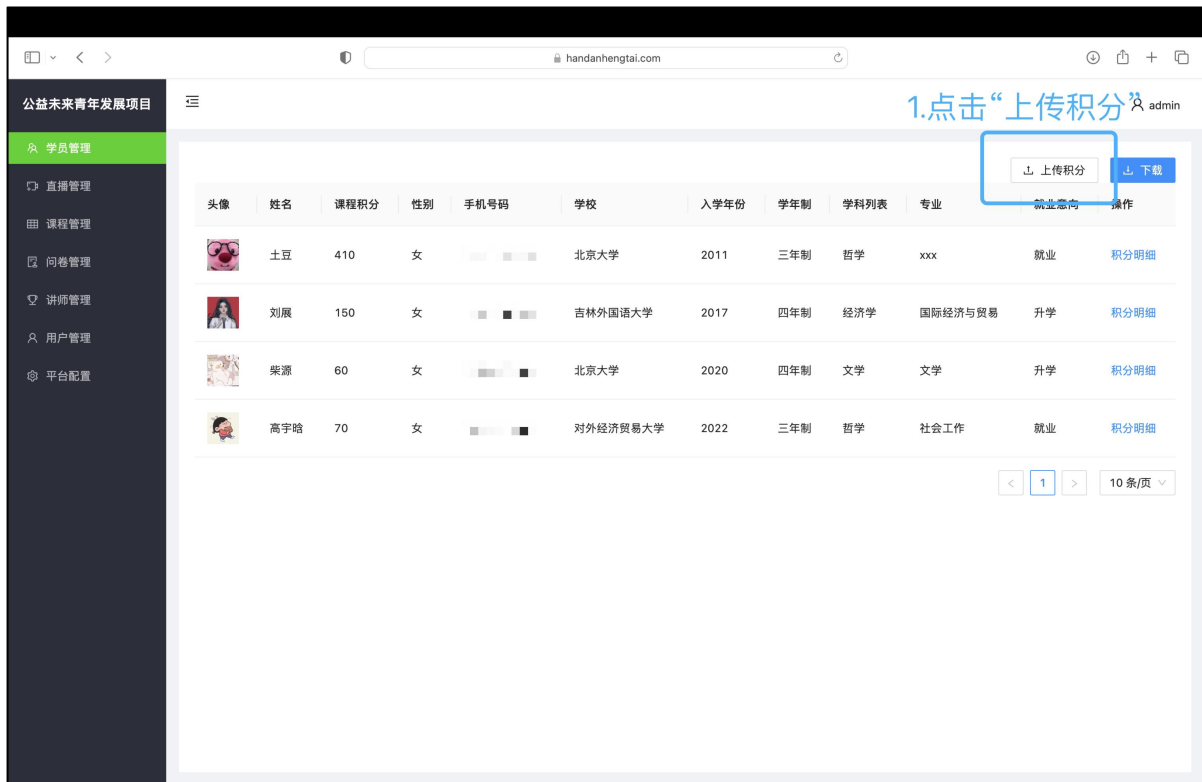 handanhengtai.com
公益未来青年发展项目
1.点击“上传积分”
admin
学员管理
直播管理
课程管理
问卷管理
讲师管理
用户管理
平台配置
上传积分 下载
头像 姓名 课程积分 性别 手机号码 学校 入学年份 学年制 学科列表 专业 就业意向 操作
土豆 410 女 北京大学 2011 三年制 哲学 xxx 就业 积分明细
刘展 150 女 吉林外国语大学 2017 四年制 经济学 国际经济与贸易 升学 积分明细
柴源 60 女 北京大学 2020 四年制 文学 文学 升学 积分明细
高宇晗 70 女 对外经济贸易大学 2022 三年制 哲学 社会工作 就业 积分明细
< 1 > 10 条/页